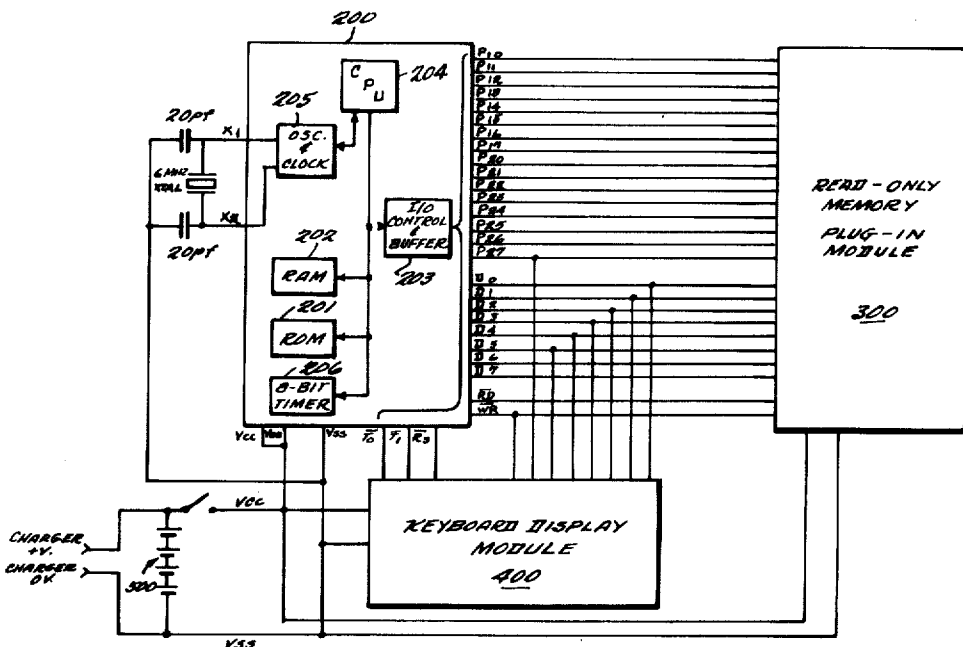 200
C
P
U
204
205
OSC.
&
CLOCK
20pf
X1
6 MHZ
XTAL
X2
20pf
I/O
CONTROL
&
BUFFER
203
202
RAM
201
ROM
206
8-BIT
TIMER
P10
P11
P12
P13
P14
P15
P16
P17
P20
P21
P22
P23
P24
P25
P26
P27
D0
D1
D2
D3
D4
D5
D6
D7
RD
WR
READ-ONLY
MEMORY
PLUG-IN
MODULE
300
VCC
VDD
VSS
T0
T1
RS
VCC
CHARGER
+V.
CHARGER
0V.
500
VSS
KEYBOARD DISPLAY
MODULE
400